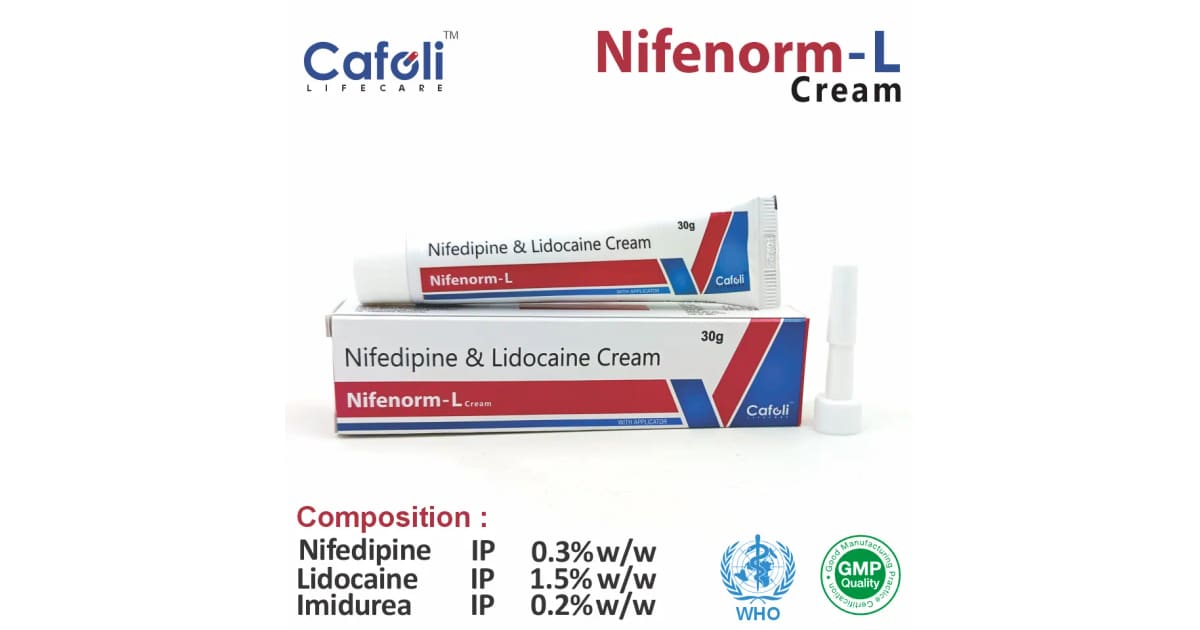 Cafoli™
LIFECARE
Nifenorm-L
Cream
30g
Nifedipine & Lidocaine Cream
Nifenorm-L
Cafoli
WITH APPLICATOR
30g
Nifedipine & Lidocaine Cream
Nifenorm-L Cream
Cafoli
LIFECARE
WITH APPLICATOR
Composition :
Nifedipine IP 0.3%w/w
Lidocaine IP 1.5%w/w
Imidurea IP 0.2%w/w
WHO
Good Manufacturing
GMP
Quality
Practice Certification